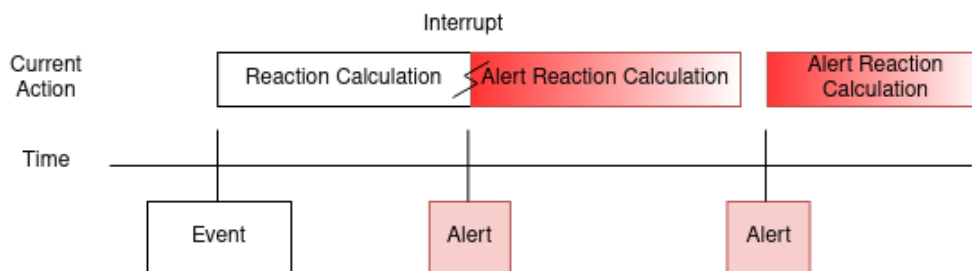 Interrupt
Current
Action
Reaction Calculation
Alert Reaction Calculation
Alert Reaction
Calculation
Time
Event
Alert
Alert